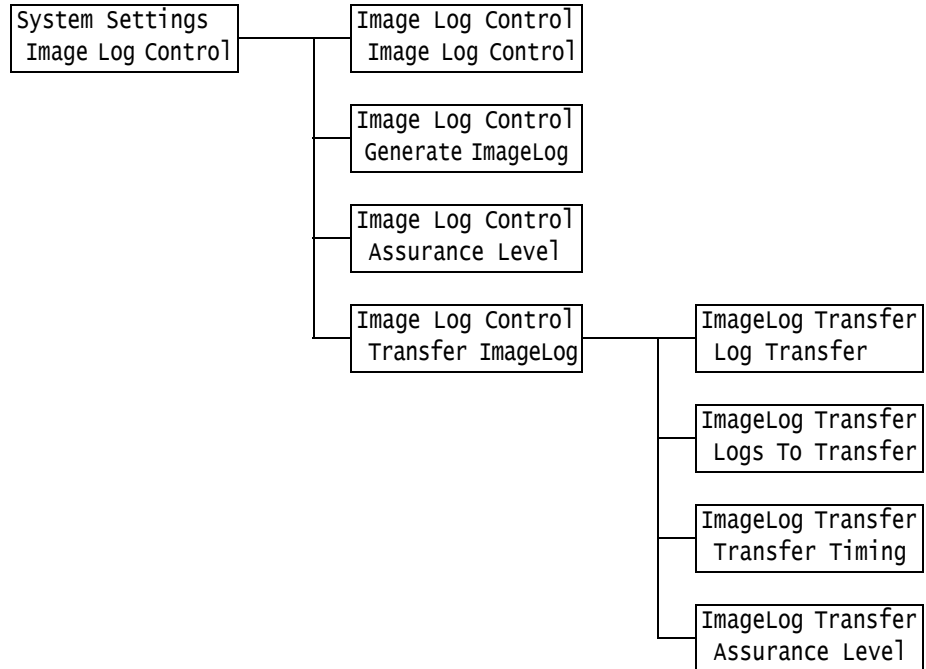 System Settings
Image Log Control
Image Log Control
Image Log Control
Image Log Control
Generate ImageLog
Image Log Control
Assurance Level
Image Log Control
Transfer ImageLog
ImageLog Transfer
Log Transfer
ImageLog Transfer
Logs To Transfer
ImageLog Transfer
Transfer Timing
ImageLog Transfer
Assurance Level